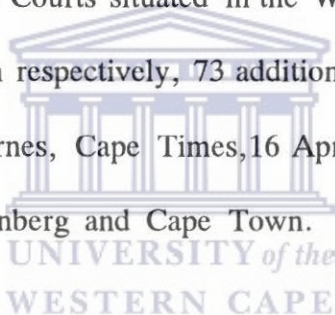 Courts situated in the W
respectively, 73 addition
rnes, Cape Times,16 Apr
nberg and Cape Town.
UNIVERSITY of the
WESTERN CAPE